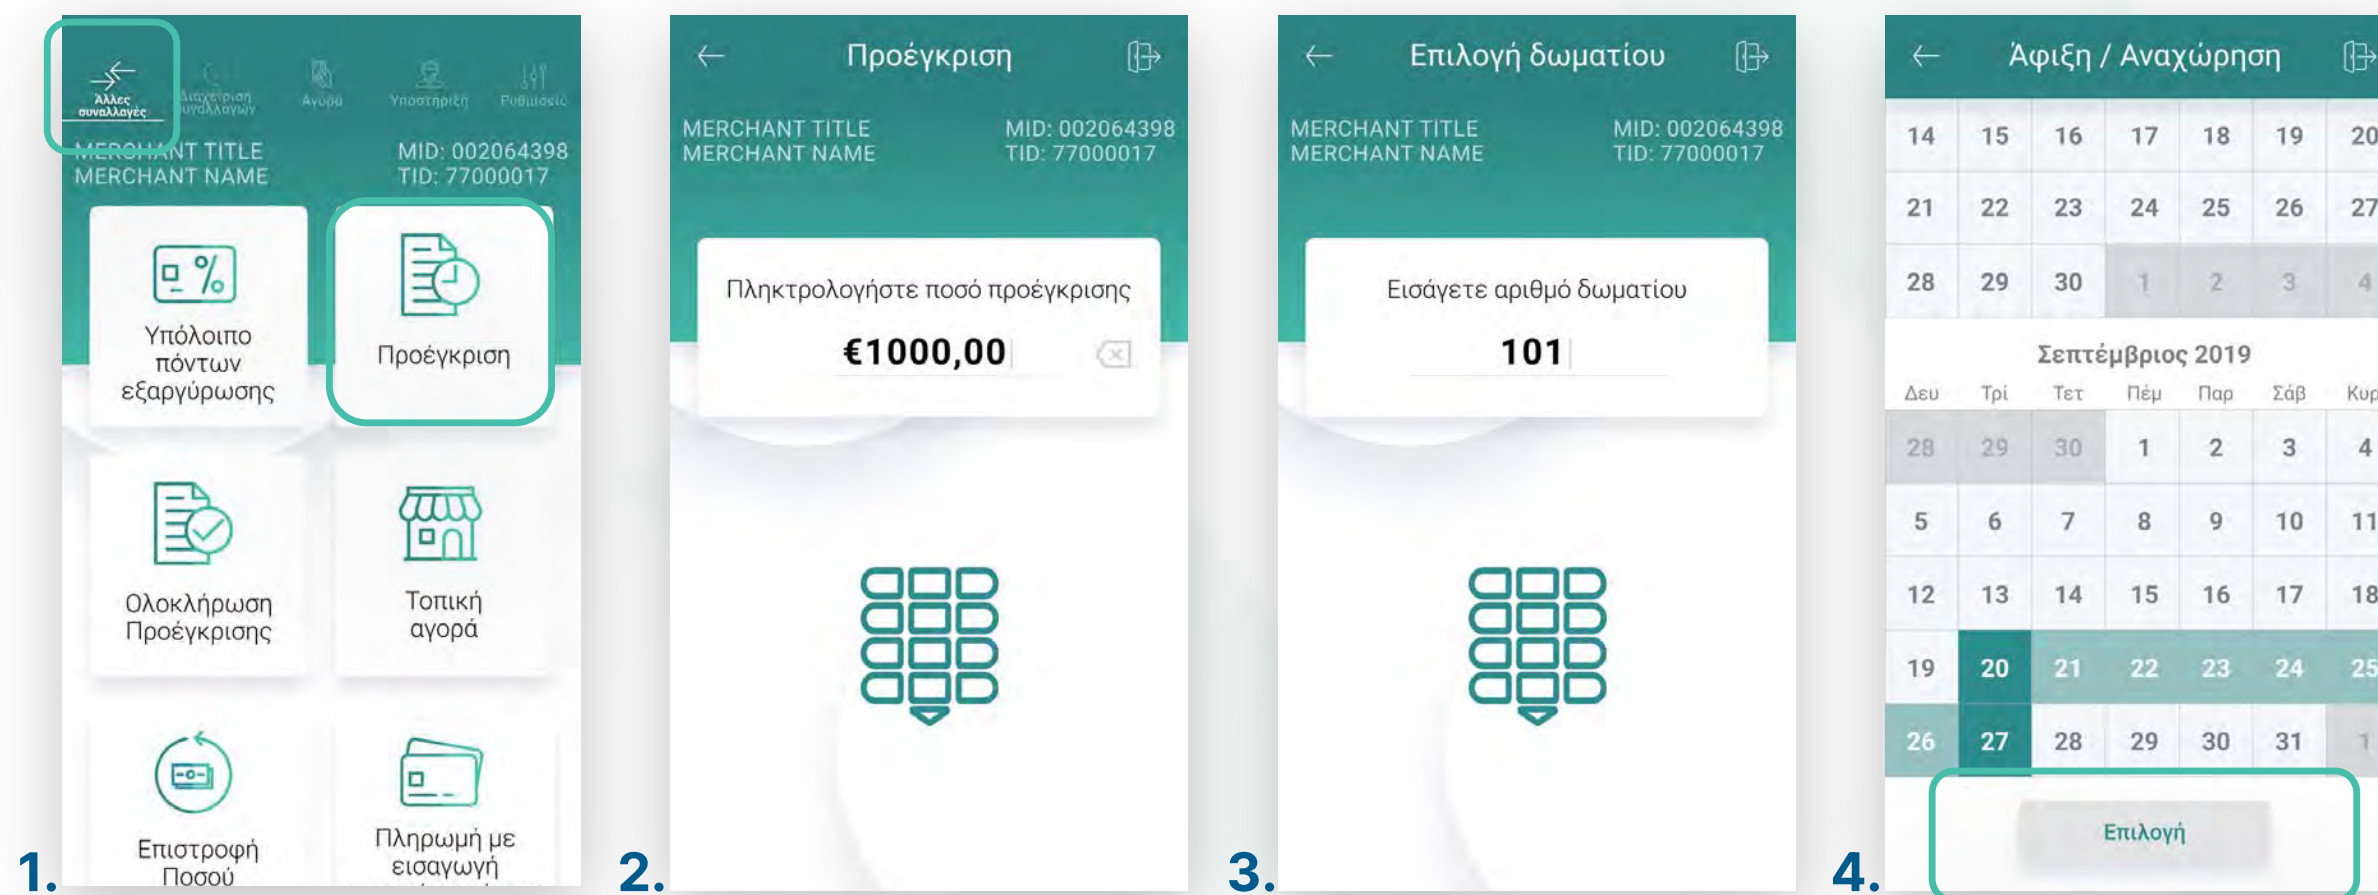 Άλλες
συναλλαγές
Διαχείριση
συναλλαγών
Αγορά
Υποστήριξη
Ρυθμίσεις
MERCHANT TITLE
MERCHANT NAME
MID: 002064398
TID: 77000017
Υπόλοιπο
πόντων
εξαργύρωσης
Προέγκριση
Ολοκλήρωση
Προέγκρισης
Τοπική
αγορά
Επιστροφή
Ποσού
Πληρωμή με
εισαγωγή
1.
Προέγκριση
MERCHANT TITLE
MERCHANT NAME
MID: 002064398
TID: 77000017
Πληκτρολογήστε ποσό προέγκρισης
€1000,00
2.
Επιλογή δωματίου
MERCHANT TITLE
MERCHANT NAME
MID: 002064398
TID: 77000017
Εισάγετε αριθμό δωματίου
101
3.
Άφιξη / Αναχώρηση
14 15 16 17 18 19 20
21 22 23 24 25 26 27
28 29 30 1 2 3 4
Σεπτέμβριος 2019
Δευ Τρί Τετ Πέμ Παρ Σάβ Κυρ
28 29 30 1 2 3 4
5 6 7 8 9 10 11
12 13 14 15 16 17 18
19 20 21 22 23 24 25
26 27 28 29 30 31 1
Επιλογή
4.